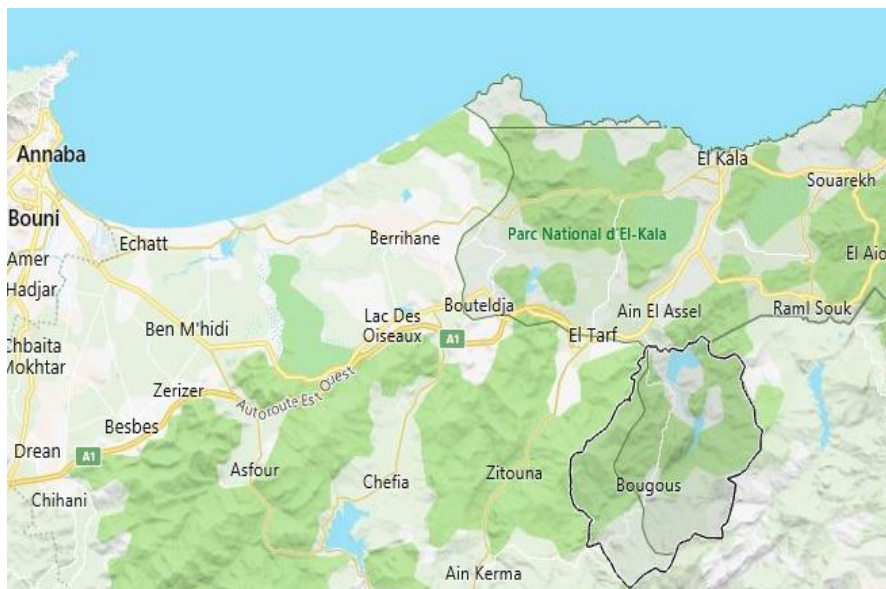 El Kala
Annaba
Souarekh
Bouni
Parc National d'El-Kala
Berrihane
Echatt
Amer
El Aio
Hadjar
Bouteldja
Raml Souk
Ain El Assel
Lac Des
Oiseaux
Ben M'hidi
El Tarf
A1
Chbaita
Mokhtar
Autoroute Est Ouest
Zerizer
Besbes
Drean
A1
Asfour
Chefia
Zitouna
Bougous
Chihani
Ain Kerma